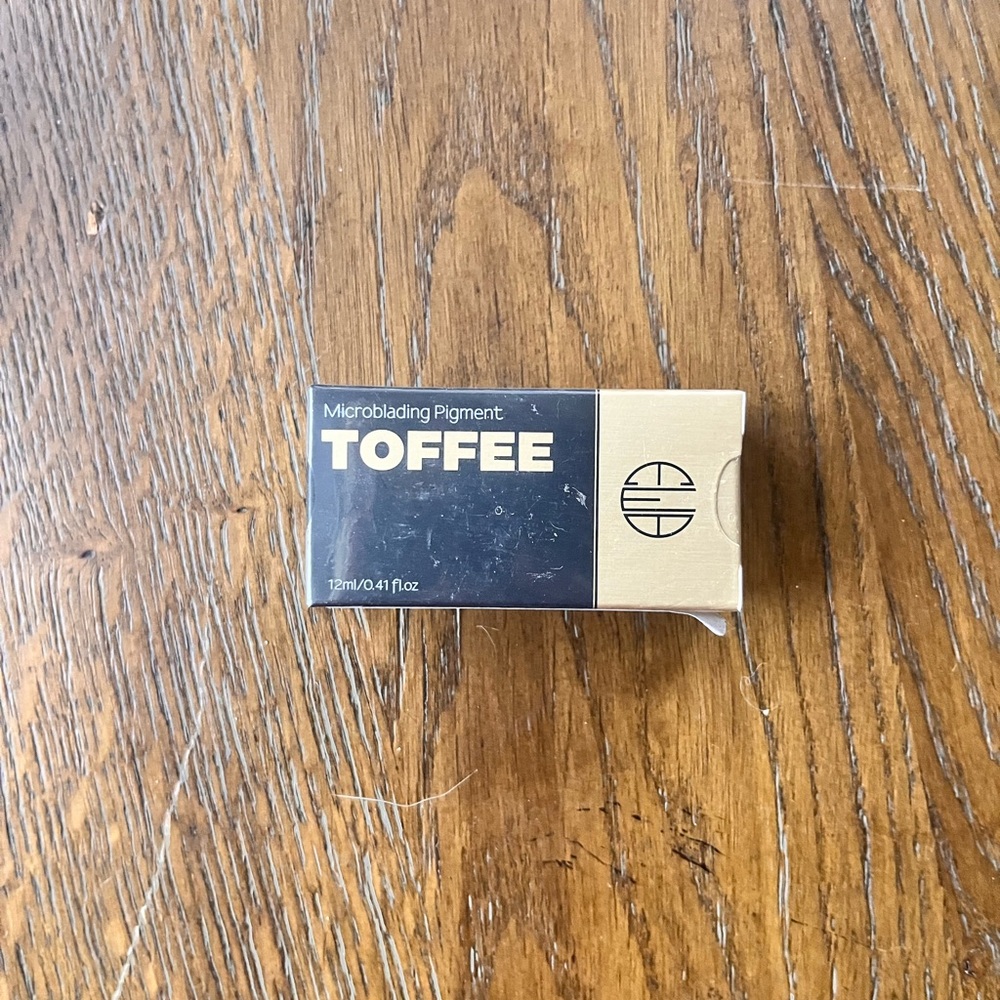 Microblading Pigment
TOFFEE
12ml/0.41 fl.oz